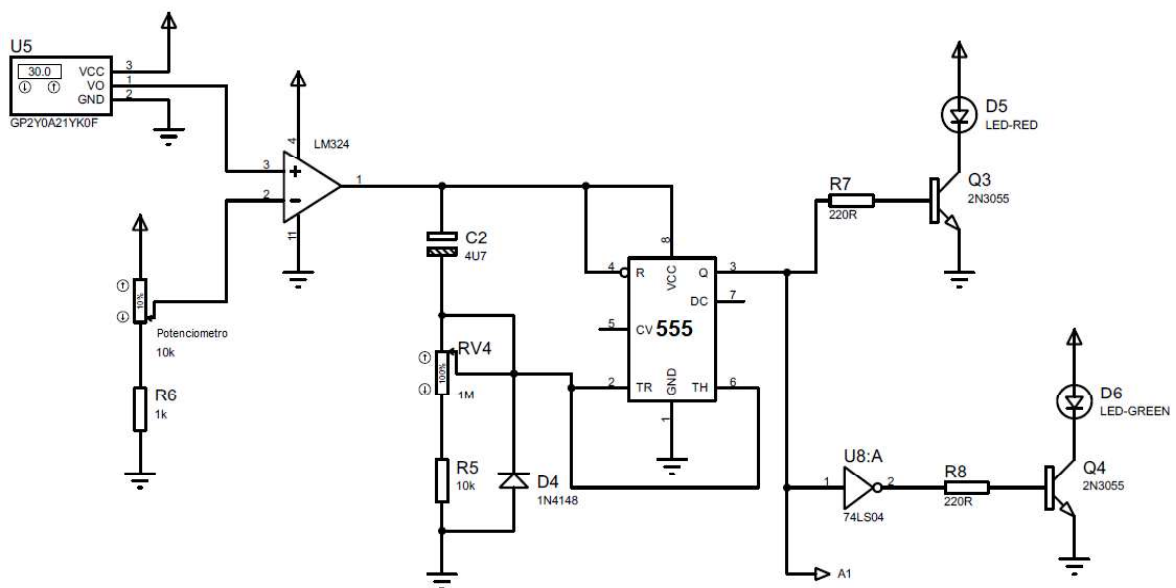 U5
30.0
VCC
3
VO
1
GND
2
GP2Y0A21YK0F
4
LM324
3
+
1
2
−
11
10%
Potenciometro
10k
R6
1k
C2
4U7
RV4
100%
1M
R5
10k
D4
1N4148
8
4
R
VCC
Q
3
DC
7
5
CV
555
2
TR
GND
TH
6
1
R7
220R
D5
LED-RED
Q3
2N3055
D6
LED-GREEN
U8:A
1
2
74LS04
R8
220R
Q4
2N3055
A1